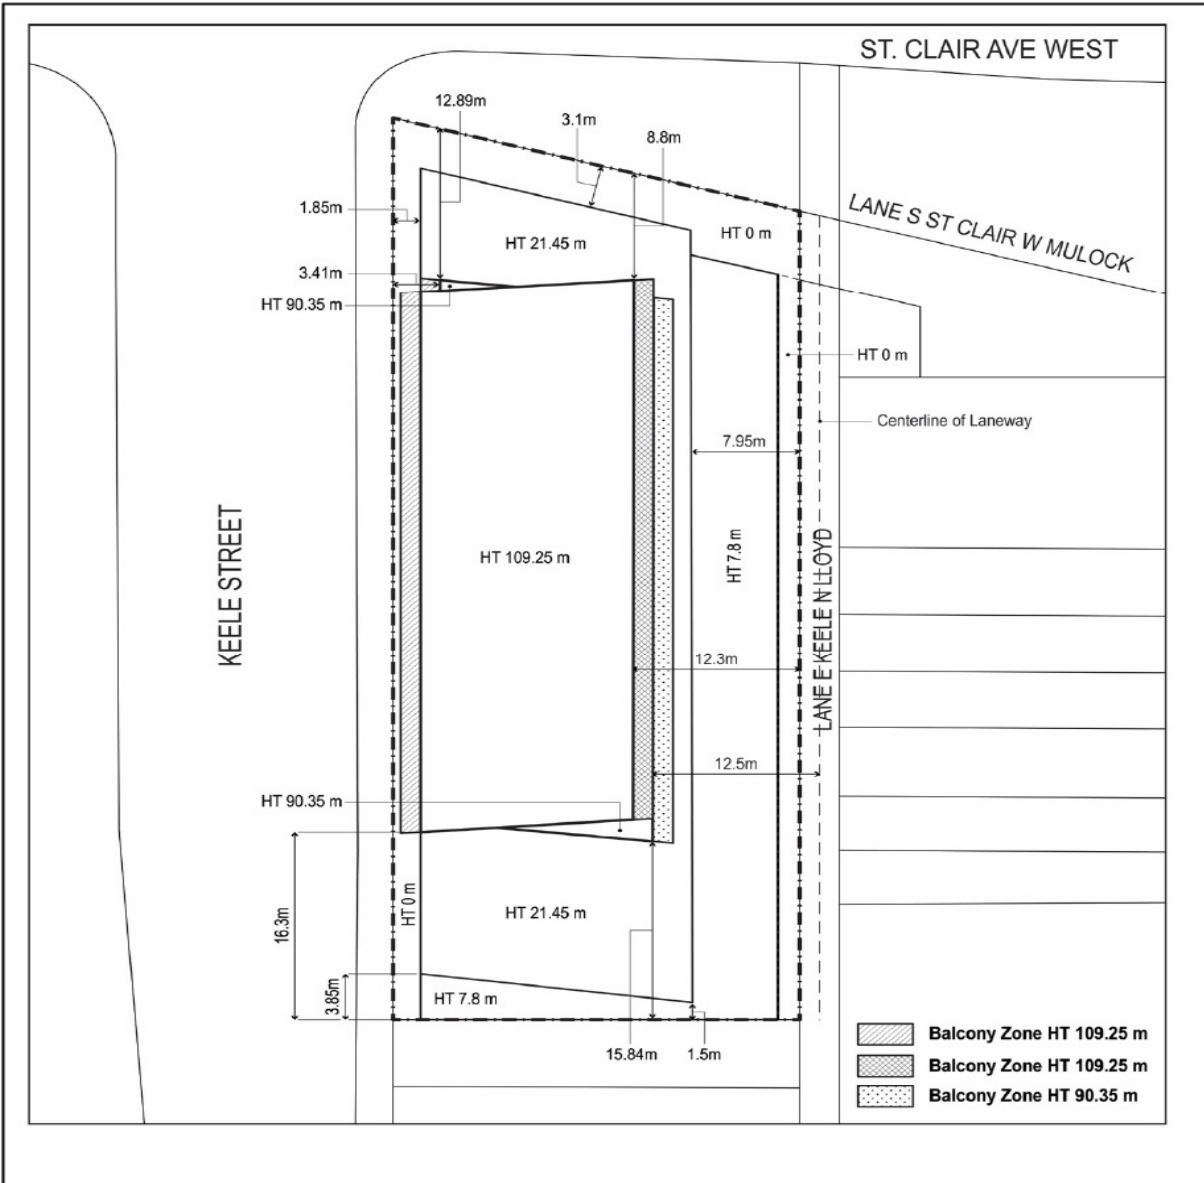 ST. CLAIR AVE WEST
12.89m
3.1m
8.8m
1.85m
LANE S ST CLAIR W MULOCK
HT 0 m
HT 21.45 m
3.41m
HT 90.35 m
HT 0 m
Centerline of Laneway
7.95m
KEELE STREET
HT 109.25 m
HT 7.8 m
LANE E KEELE N LLOYD
12.3m
12.5m
HT 90.35 m
HT 0 m
HT 21.45 m
16.3m
3.85m
HT 7.8 m
15.84m
1.5m
Balcony Zone HT 109.25 m
Balcony Zone HT 109.25 m
Balcony Zone HT 90.35 m